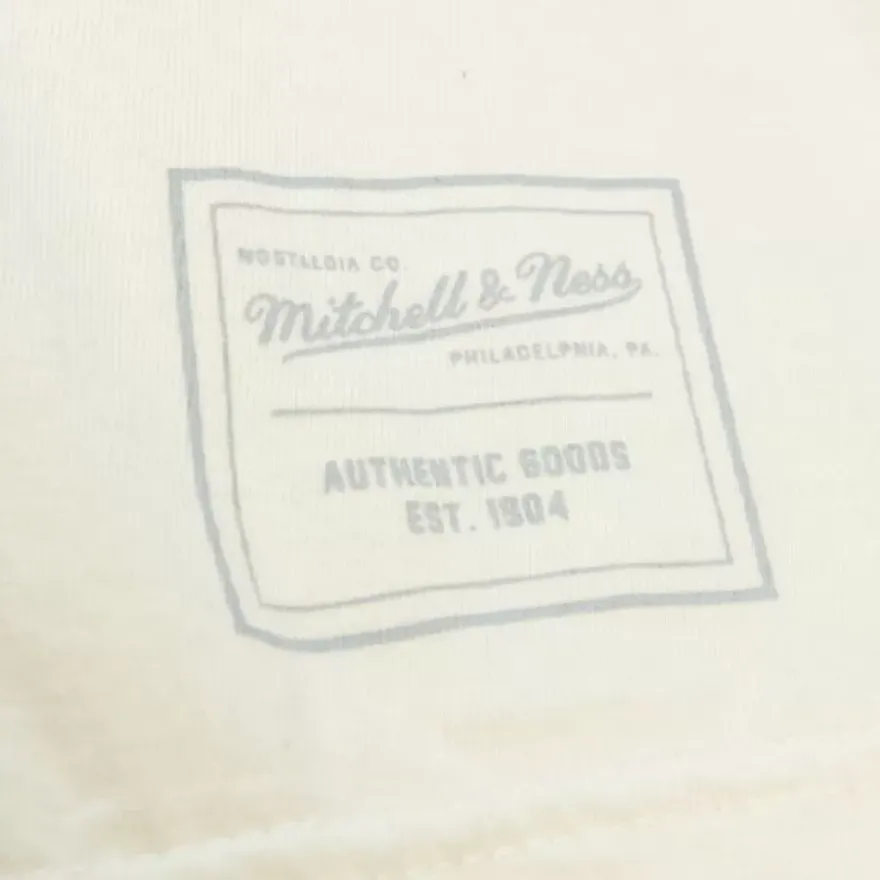 NOSTALGIA CO.
Mitchell & Ness
PHILADELPHIA, PA.
AUTHENTIC GOODS
EST. 1904